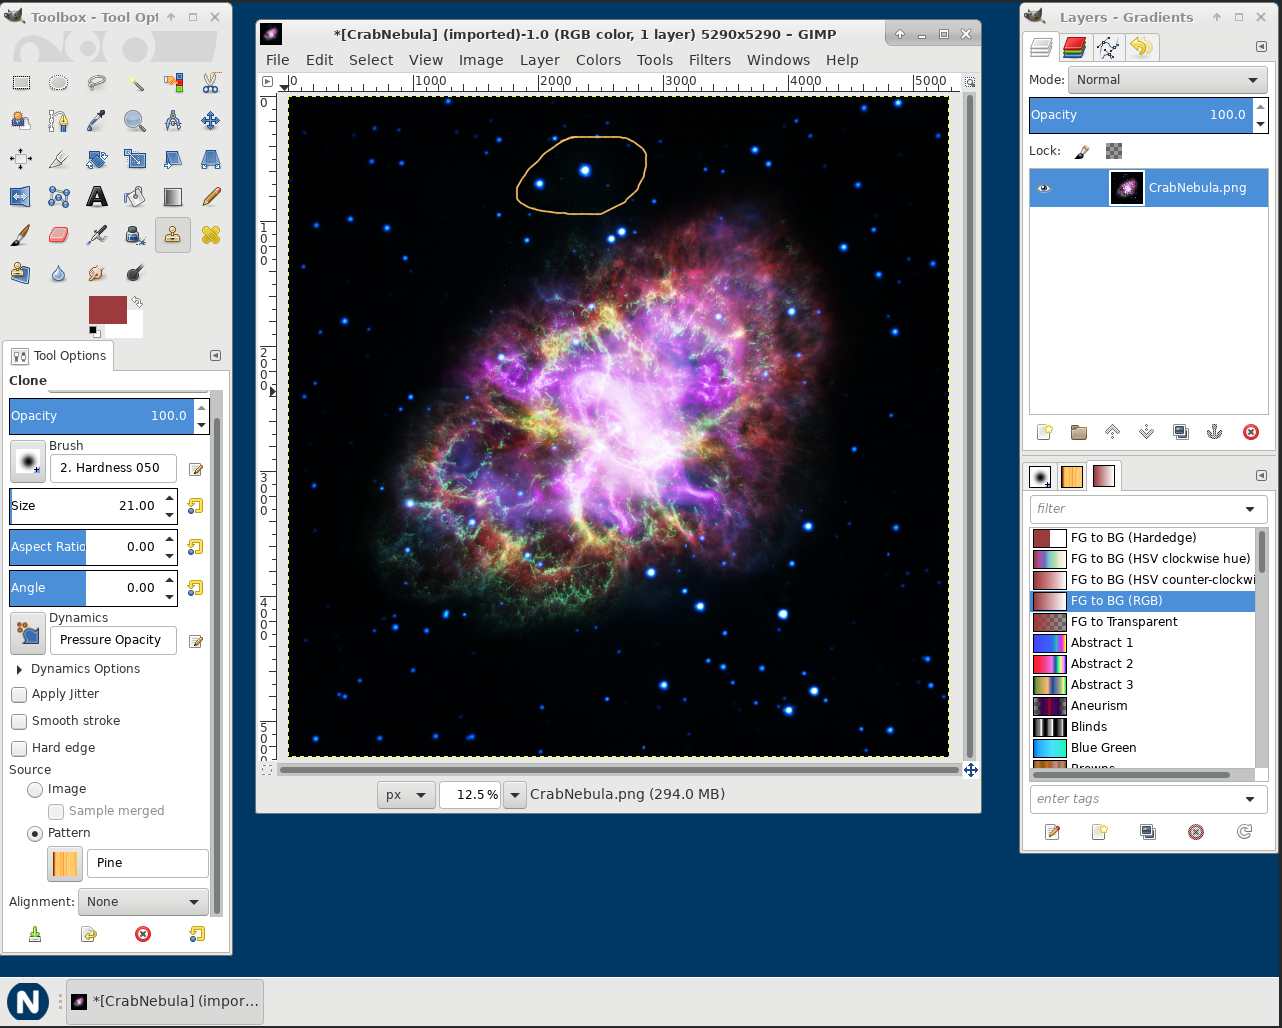 Toolbox - Tool Opt
Tool Options
Clone
Opacity 100.0
Brush
2. Hardness 050
Size 21.00
Aspect Ratio 0.00
Angle 0.00
Dynamics
Pressure Opacity
Dynamics Options
Apply Jitter
Smooth stroke
Hard edge
Source
Image
Sample merged
Pattern
Pine
Alignment: None
*[CrabNebula] (imported)-1.0 (RGB color, 1 layer) 5290x5290 – GIMP
File Edit Select View Image Layer Colors Tools Filters Windows Help
0 1000 2000 3000 4000 5000
0
1000
2000
3000
4000
500
px 12.5% CrabNebula.png (294.0 MB)
Layers - Gradients
Mode: Normal
Opacity 100.0
Lock:
CrabNebula.png
filter
FG to BG (Hardedge)
FG to BG (HSV clockwise hue)
FG to BG (HSV counter-clockwi
FG to BG (RGB)
FG to Transparent
Abstract 1
Abstract 2
Abstract 3
Aneurism
Blinds
Blue Green
Browns
enter tags
N *[CrabNebula] (impor...